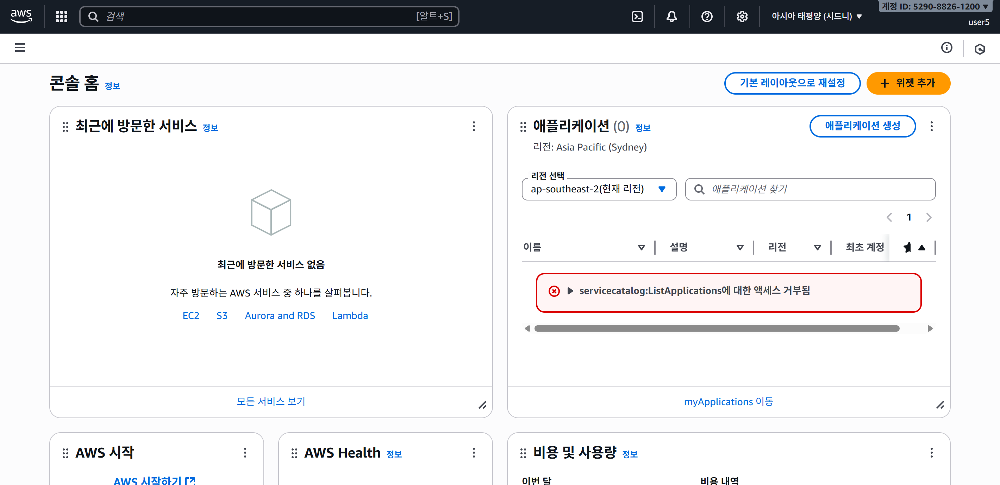 aws
검색
[알트+S]
아시아 태평양 (시드니)
계정 ID: 5290-8826-1200
user5
콘솔 홈 정보
기본 레이아웃으로 재설정
위젯 추가
최근에 방문한 서비스 정보
최근에 방문한 서비스 없음
자주 방문하는 AWS 서비스 중 하나를 살펴봅니다.
EC2 S3 Aurora and RDS Lambda
모든 서비스 보기
애플리케이션 (0) 정보
애플리케이션 생성
리전: Asia Pacific (Sydney)
리전 선택
ap-southeast-2(현재 리전)
애플리케이션 찾기
1
이름 설명 리전 최초 계정
servicecatalog:ListApplications에 대한 액세스 거부됨
myApplications 이동
AWS 시작
AWS 시작하기
AWS Health 정보
비용 및 사용량 정보
이번 달 비용 내역